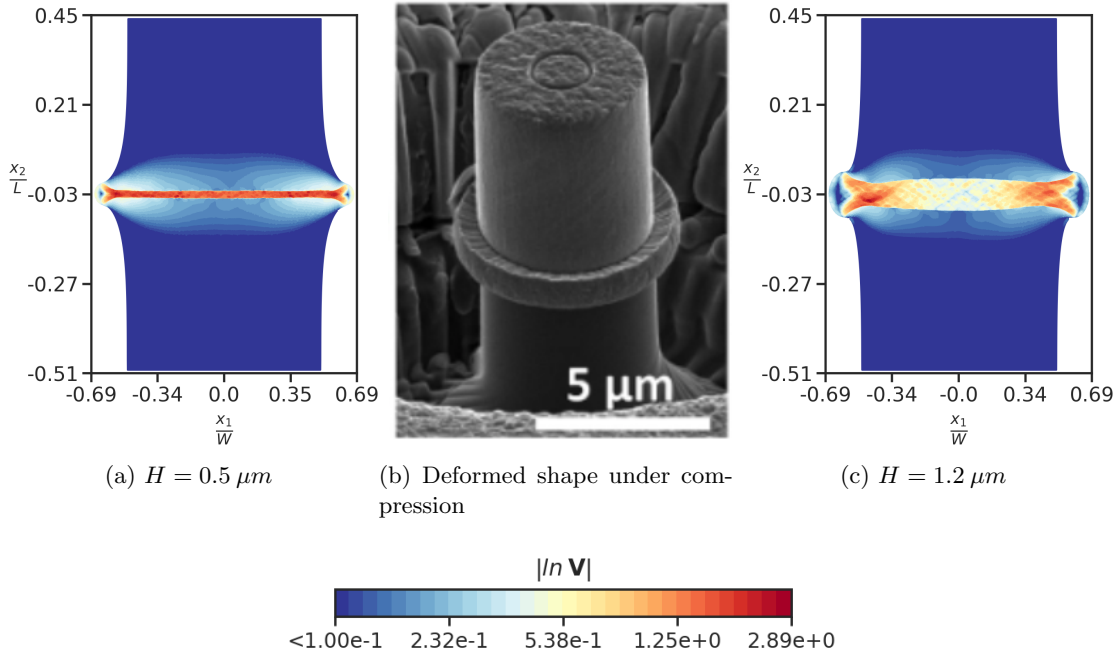 0.45
0.21
-0.03
-0.27
-0.51
x₂/L
-0.69 -0.34 0.0 0.35 0.69
x₁/W
5 µm
0.45
0.21
-0.03
-0.27
-0.51
x₂/L
-0.69 -0.34 -0.0 0.34 0.69
x₁/W
(a) H = 0.5 µm
(b) Deformed shape under com-
pression
(c) H = 1.2 µm
|ln V|
<1.00e-1 2.32e-1 5.38e-1 1.25e+0 2.89e+0